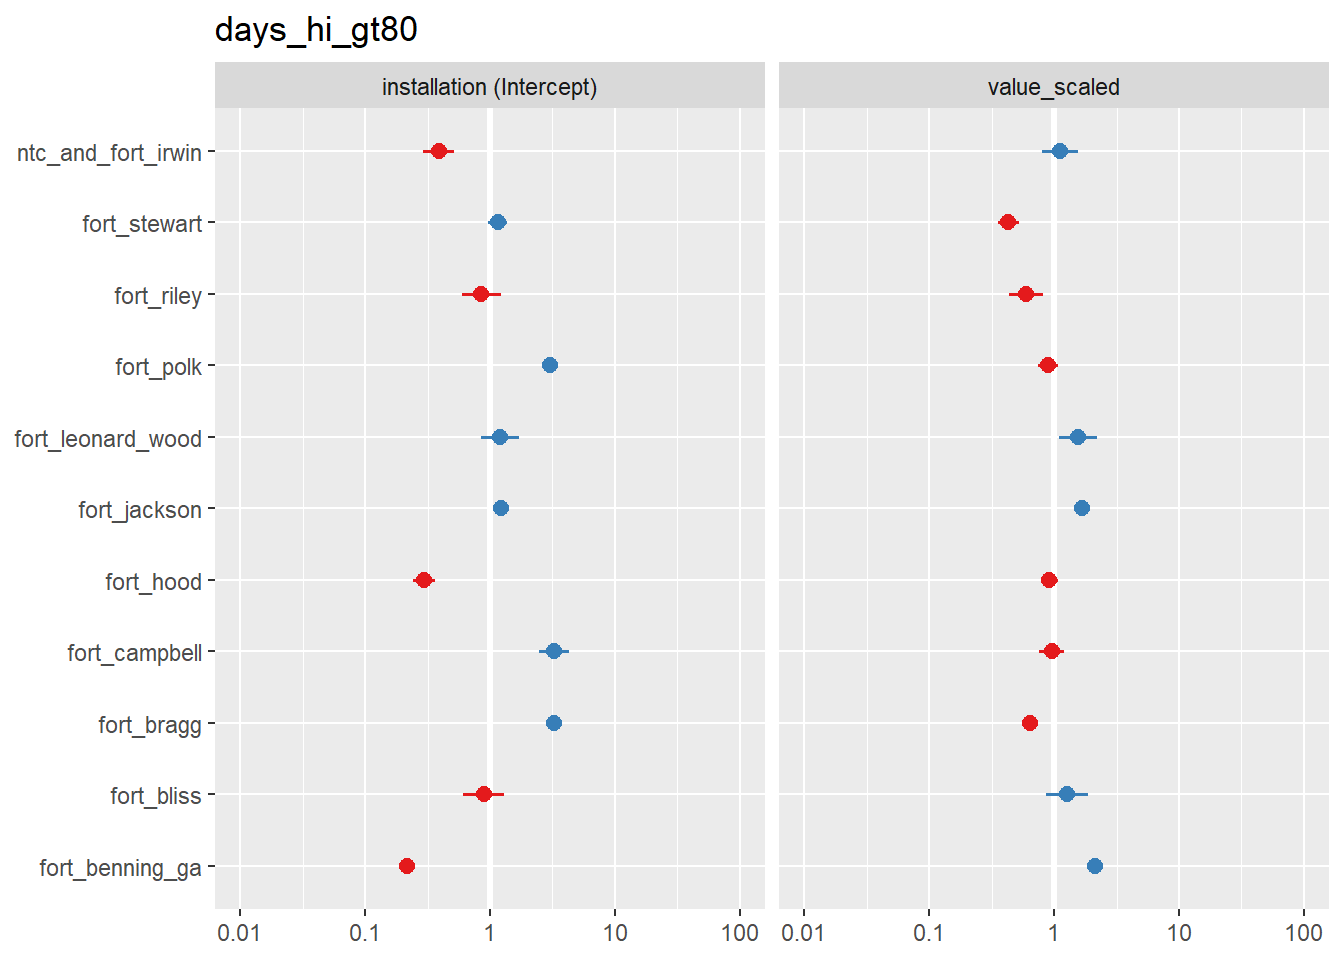 days_hi_gt80
installation (Intercept)
value_scaled
ntc_and_fort_irwin
fort_stewart
fort_riley
fort_polk
fort_leonard_wood
fort_jackson
fort_hood
fort_campbell
fort_bragg
fort_bliss
fort_benning_ga
0.01 0.1 1 10 100
0.01 0.1 1 10 100